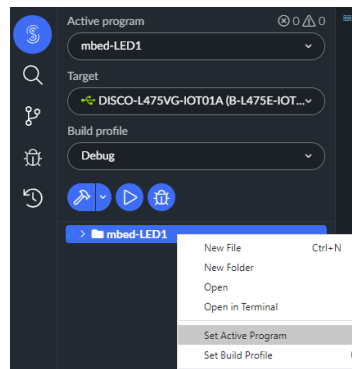 Active program
0 0
mbed-LED1
Target
DISCO-L475VG-IOT01A (B-L475E-IOT...
Build profile
Debug
mbed-LED1
New File Ctrl+N
New Folder
Open
Open in Terminal
Set Active Program
Set Build Profile